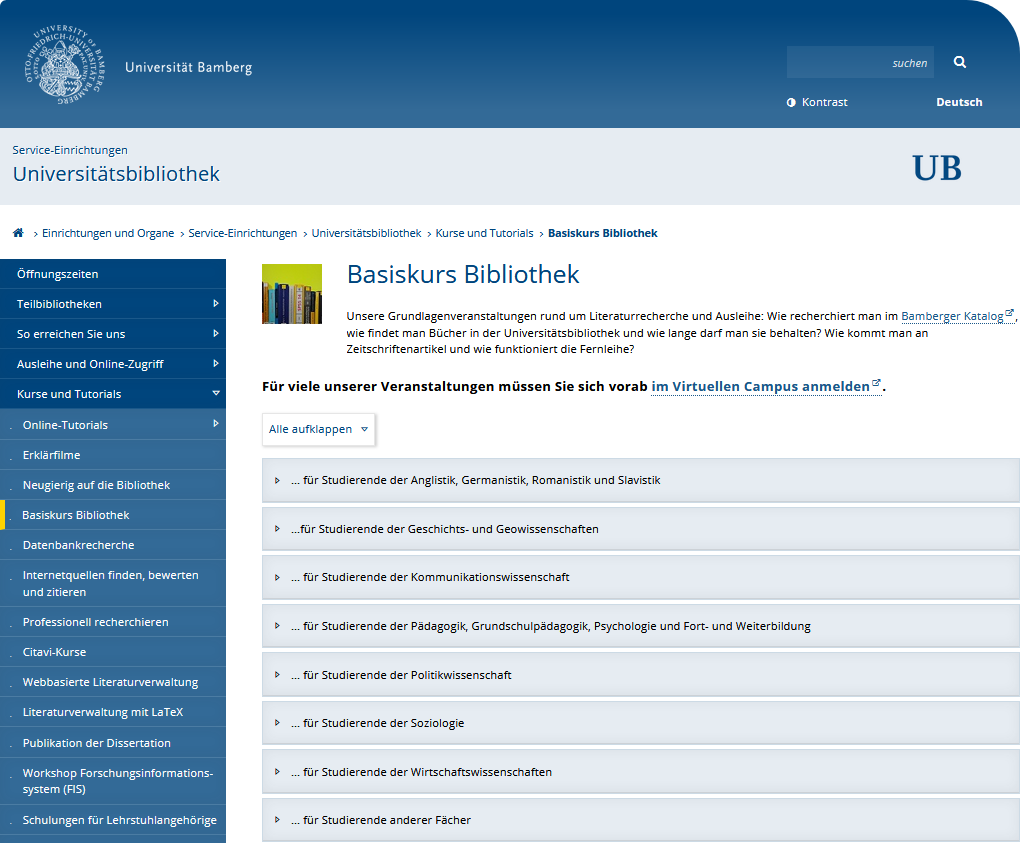 OTTO-FRIEDRICH-UNIVERSITÄT BAMBERG
UNIVERSITY of BAMBERG
Universität Bamberg
suchen
Kontrast
Deutsch
Service-Einrichtungen
Universitätsbibliothek
UB
› Einrichtungen und Organe › Service-Einrichtungen › Universitätsbibliothek › Kurse und Tutorials › Basiskurs Bibliothek
Öffnungszeiten
Teilbibliotheken
So erreichen Sie uns
Ausleihe und Online-Zugriff
Kurse und Tutorials
. Online-Tutorials
. Erklärfilme
. Neugierig auf die Bibliothek
. Basiskurs Bibliothek
. Datenbankrecherche
. Internetquellen finden, bewerten
und zitieren
. Professionell recherchieren
. Citavi-Kurse
. Webbasierte Literaturverwaltung
. Literaturverwaltung mit LaTeX
. Publikation der Dissertation
. Workshop Forschungsinformations-
system (FIS)
. Schulungen für Lehrstuhlangehörige
Basiskurs Bibliothek
Unsere Grundlagenveranstaltungen rund um Literaturrecherche und Ausleihe: Wie recherchiert man im Bamberger Katalog,
wie findet man Bücher in der Universitätsbibliothek und wie lange darf man sie behalten? Wie kommt man an
Zeitschriftenartikel und wie funktioniert die Fernleihe?
Für viele unserer Veranstaltungen müssen Sie sich vorab im Virtuellen Campus anmelden.
Alle aufklappen
... für Studierende der Anglistik, Germanistik, Romanistik und Slavistik
...für Studierende der Geschichts- und Geowissenschaften
... für Studierende der Kommunikationswissenschaft
... für Studierende der Pädagogik, Grundschulpädagogik, Psychologie und Fort- und Weiterbildung
... für Studierende der Politikwissenschaft
... für Studierende der Soziologie
... für Studierende der Wirtschaftswissenschaften
... für Studierende anderer Fächer